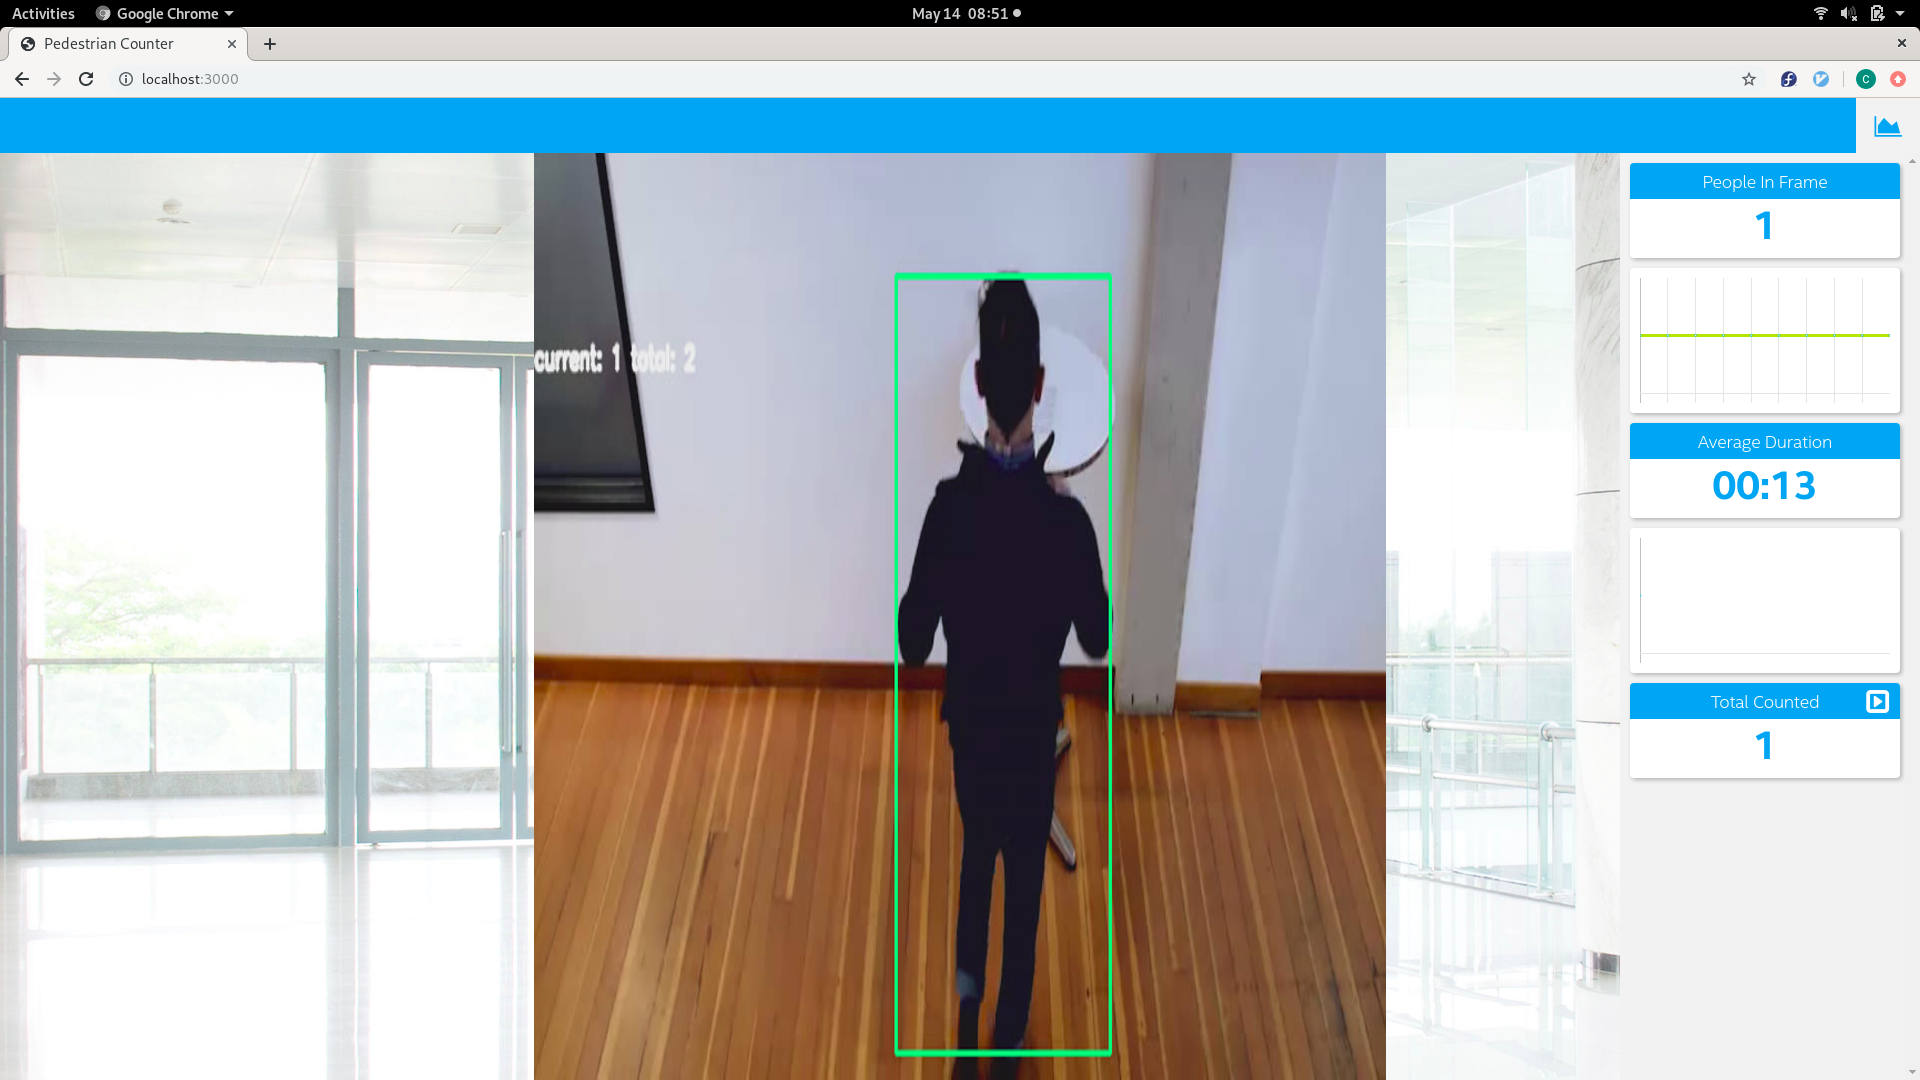 Activities Google Chrome May 14 08:51
Pedestrian Counter
localhost:3000
C
People In Frame
1
current: 1 total: 2
Average Duration
00:13
Total Counted
1